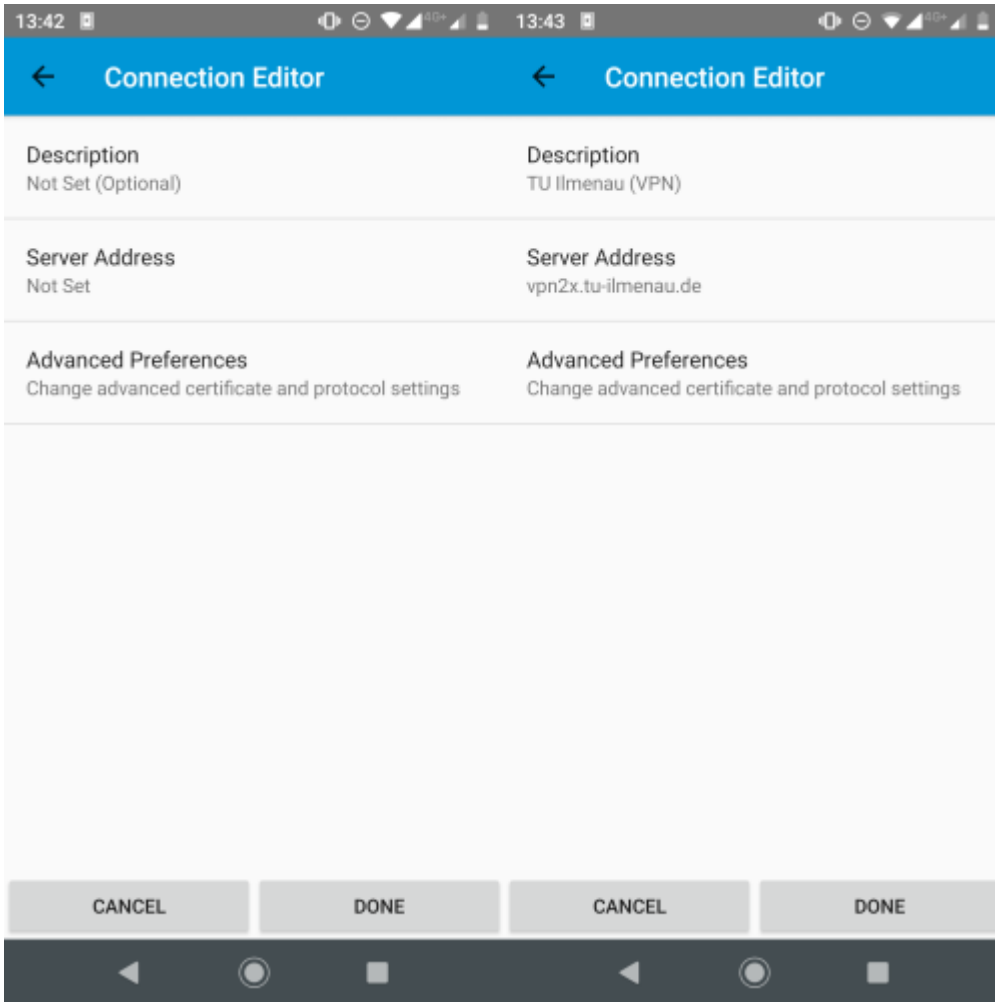 13:42
4G+
Connection Editor
Description
Not Set (Optional)
Server Address
Not Set
Advanced Preferences
Change advanced certificate and protocol settings
CANCEL
DONE
13:43
4G+
Connection Editor
Description
TU Ilmenau (VPN)
Server Address
vpn2x.tu-ilmenau.de
Advanced Preferences
Change advanced certificate and protocol settings
CANCEL
DONE